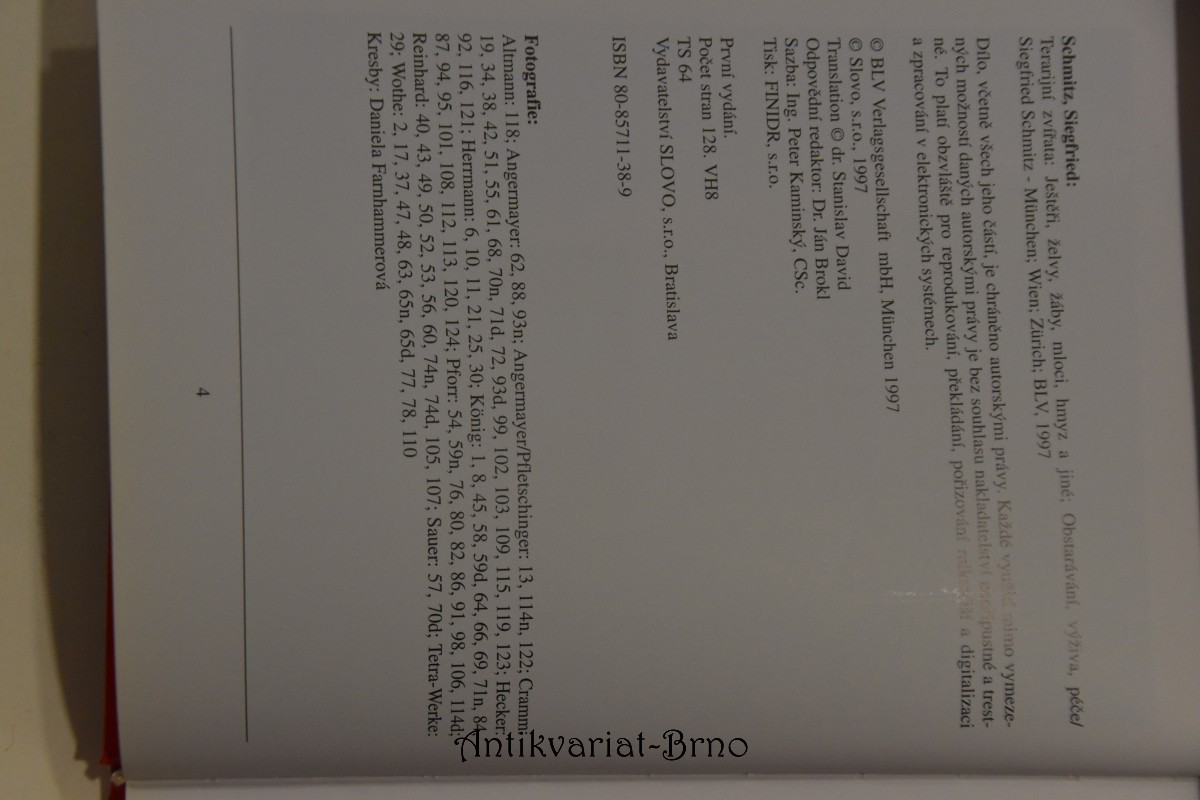 Schmitz, Siegfried:
Terarijní zvířata: Ještěři, želvy, žáby, mloci, hmyz a jiné; Obstarávání, výživa, péče/
Siegfried Schmitz - München; Wien; Zürich; BLV, 1997
Dílo, včetně všech jeho částí, je chráněno autorskými právy. Každé využití mimo vymeze-
ných možností daných autorskými právy je bez souhlasu nakladatelství nepřípustné a trest-
né. To platí obzvláště pro reprodukování, překládání, pořizování a digitalizaci
a zpracování v elektronických systémech.
© BLV Verlagsgesellschaft mbH, München 1997
© Slovo, s.r.o., 1997
Translation © dr. Stanislav David
Odpovědní redaktor: Dr. Ján Brokl
Sazba: Ing. Peter Kaminský, CSc.
Tisk: FINIDR, s.r.o.
První vydání.
Počet stran 128. VH8
TS 64
Vydavatelství SLOVO, s.r.o., Bratislava
ISBN 80-85711-38-9
Fotografie:
Altmann: 118; Angermayer: 62, 88, 93n; Angermayer/Pfletschinger: 13, 114n, 122; Cramm:
19, 34, 38, 42, 51, 55, 61, 68, 70n, 71d, 72, 93d, 99, 102, 103, 109, 115, 119, 123; Hecker:
92, 116, 121; Herrmann: 6, 10, 11, 21, 25, 30; König: 1, 8, 45, 58, 59d, 64, 66, 69, 71n, 84,
87, 94, 95, 101, 108, 112, 113, 120, 124; Pforr: 54, 59n, 76, 80, 82, 86, 91, 98, 106, 114d;
Reinhard: 40, 43, 49, 50, 52, 53, 56, 60, 74n, 74d, 105, 107; Sauer: 57, 70d; Tetra-Werke:
29; Wothe: 2, 17, 37, 47, 48, 63, 65n, 65d, 77, 78, 110
Kresby: Daniela Farnhammerová
4
Antikvariat-Brno